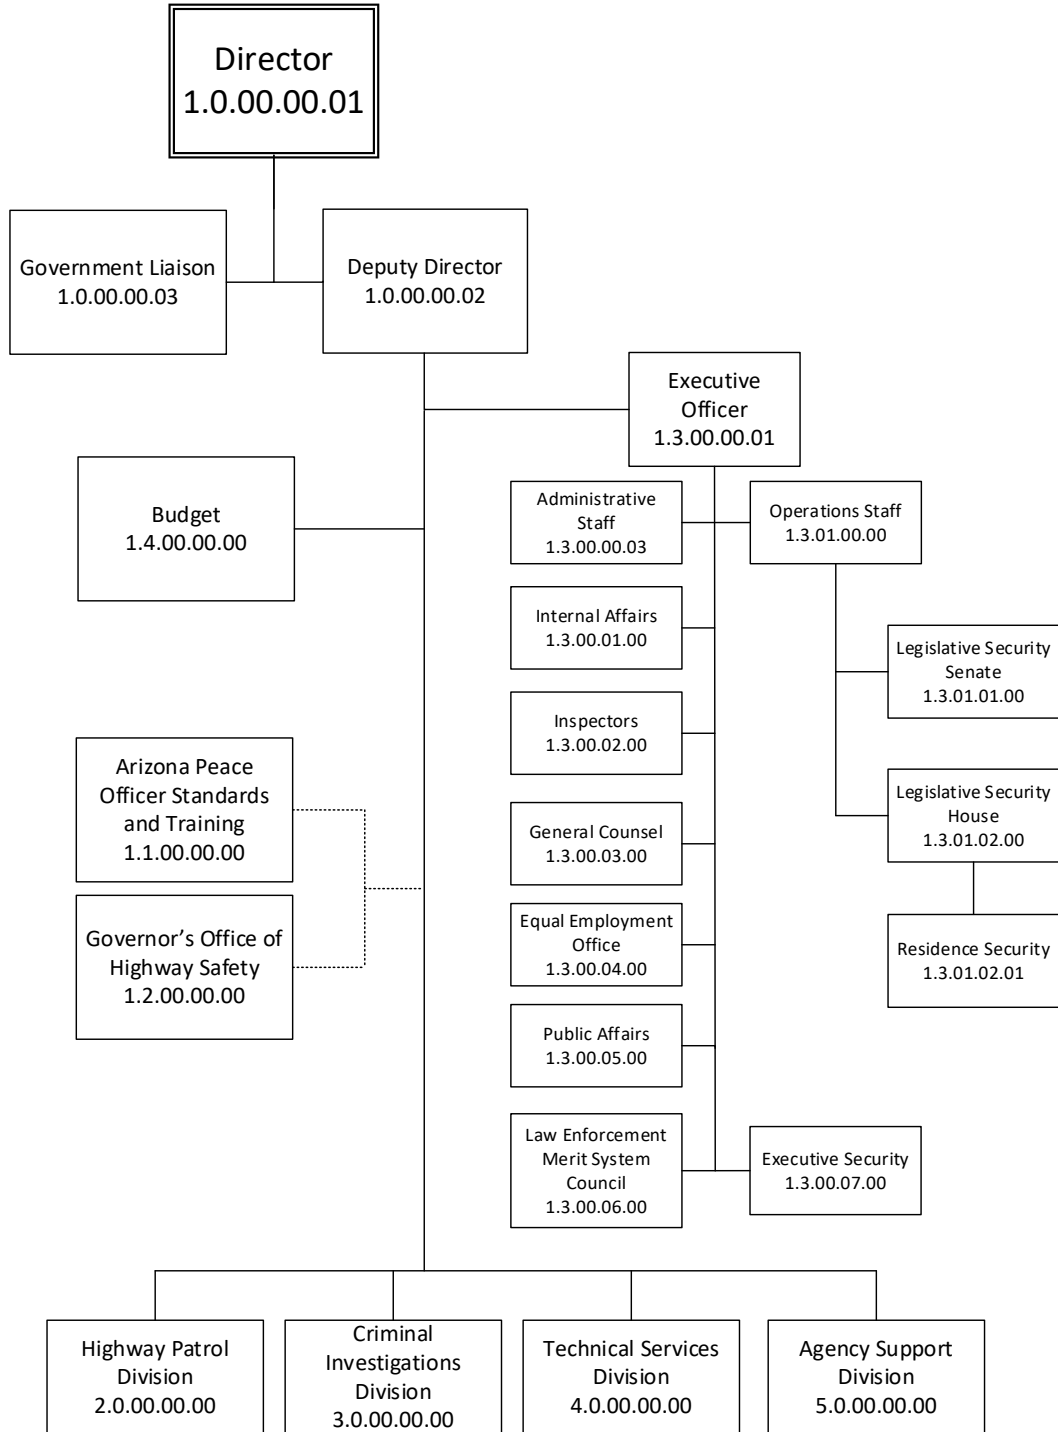 Director
1.0.00.00.01
Government Liaison
1.0.00.00.03
Deputy Director
1.0.00.00.02
Executive
Officer
1.3.00.00.01
Budget
1.4.00.00.00
Administrative
Staff
1.3.00.00.03
Operations Staff
1.3.01.00.00
Internal Affairs
1.3.00.01.00
Legislative Security
Senate
1.3.01.01.00
Inspectors
1.3.00.02.00
Arizona Peace
Officer Standards
and Training
1.1.00.00.00
Legislative Security
House
1.3.01.02.00
General Counsel
1.3.00.03.00
Governor’s Office of
Highway Safety
1.2.00.00.00
Equal Employment
Office
1.3.00.04.00
Residence Security
1.3.01.02.01
Public Affairs
1.3.00.05.00
Law Enforcement
Merit System
Council
1.3.00.06.00
Executive Security
1.3.00.07.00
Highway Patrol
Division
2.0.00.00.00
Criminal
Investigations
Division
3.0.00.00.00
Technical Services
Division
4.0.00.00.00
Agency Support
Division
5.0.00.00.00